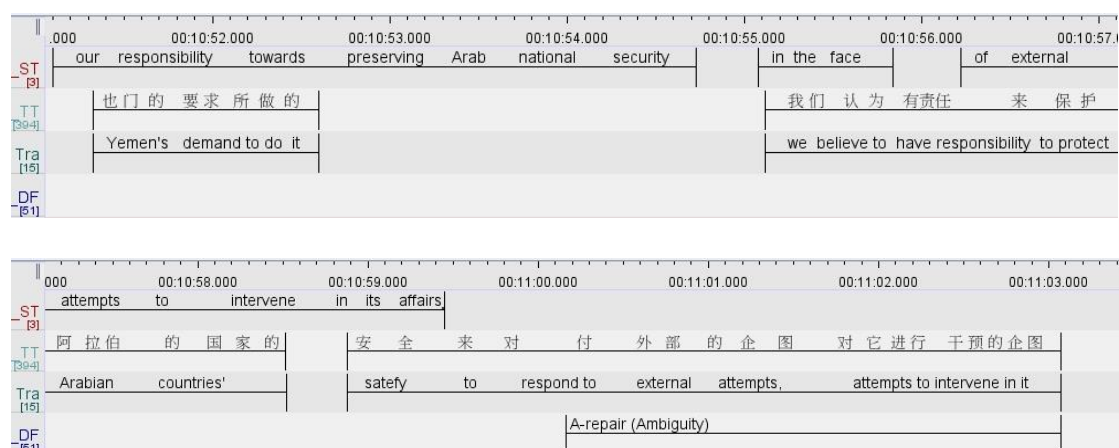 .000 00:10:52.000 00:10:53.000 00:10:54.000 00:10:55.000 00:10:56.000 00:10:57.
_ST our responsibility towards preserving Arab national security in the face of external
[3]
TT 也门的 要求 所做的 我们 认为 有责任 来 保护
[394]
Tra Yemen's demand to do it we believe to have responsibility to protect
[15]
_DF
[51]
000 00:10:58.000 00:10:59.000 00:11:00.000 00:11:01.000 00:11:02.000 00:11:03.000
_ST attempts to intervene in its affairs
[3]
TT 阿拉伯 的 国家的 安全 来 对付 外部 的 企图 对它进行 干预的企图
[394]
Tra Arabian countries' satefy to respond to external attempts, attempts to intervene in it
[15]
_DF A-repair (Ambiguity)
[51]